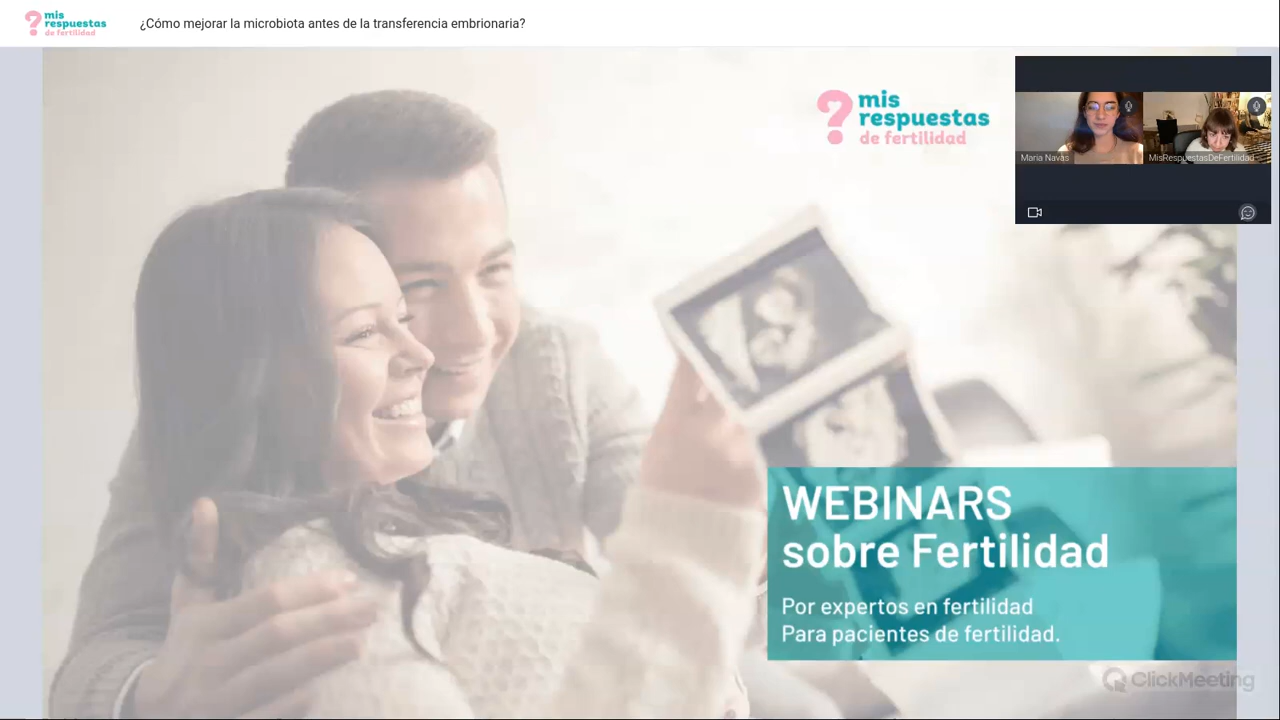 mis
respuestas
de fertilidad
¿Cómo mejorar la microbiota antes de la transferencia embrionaria?
mis
respuestas
de fertilidad
Maria Navas
MisRespuestasDeFertilidad
WEBINARS
sobre Fertilidad
Por expertos en fertilidad
Para pacientes de fertilidad.
ClickMeeting